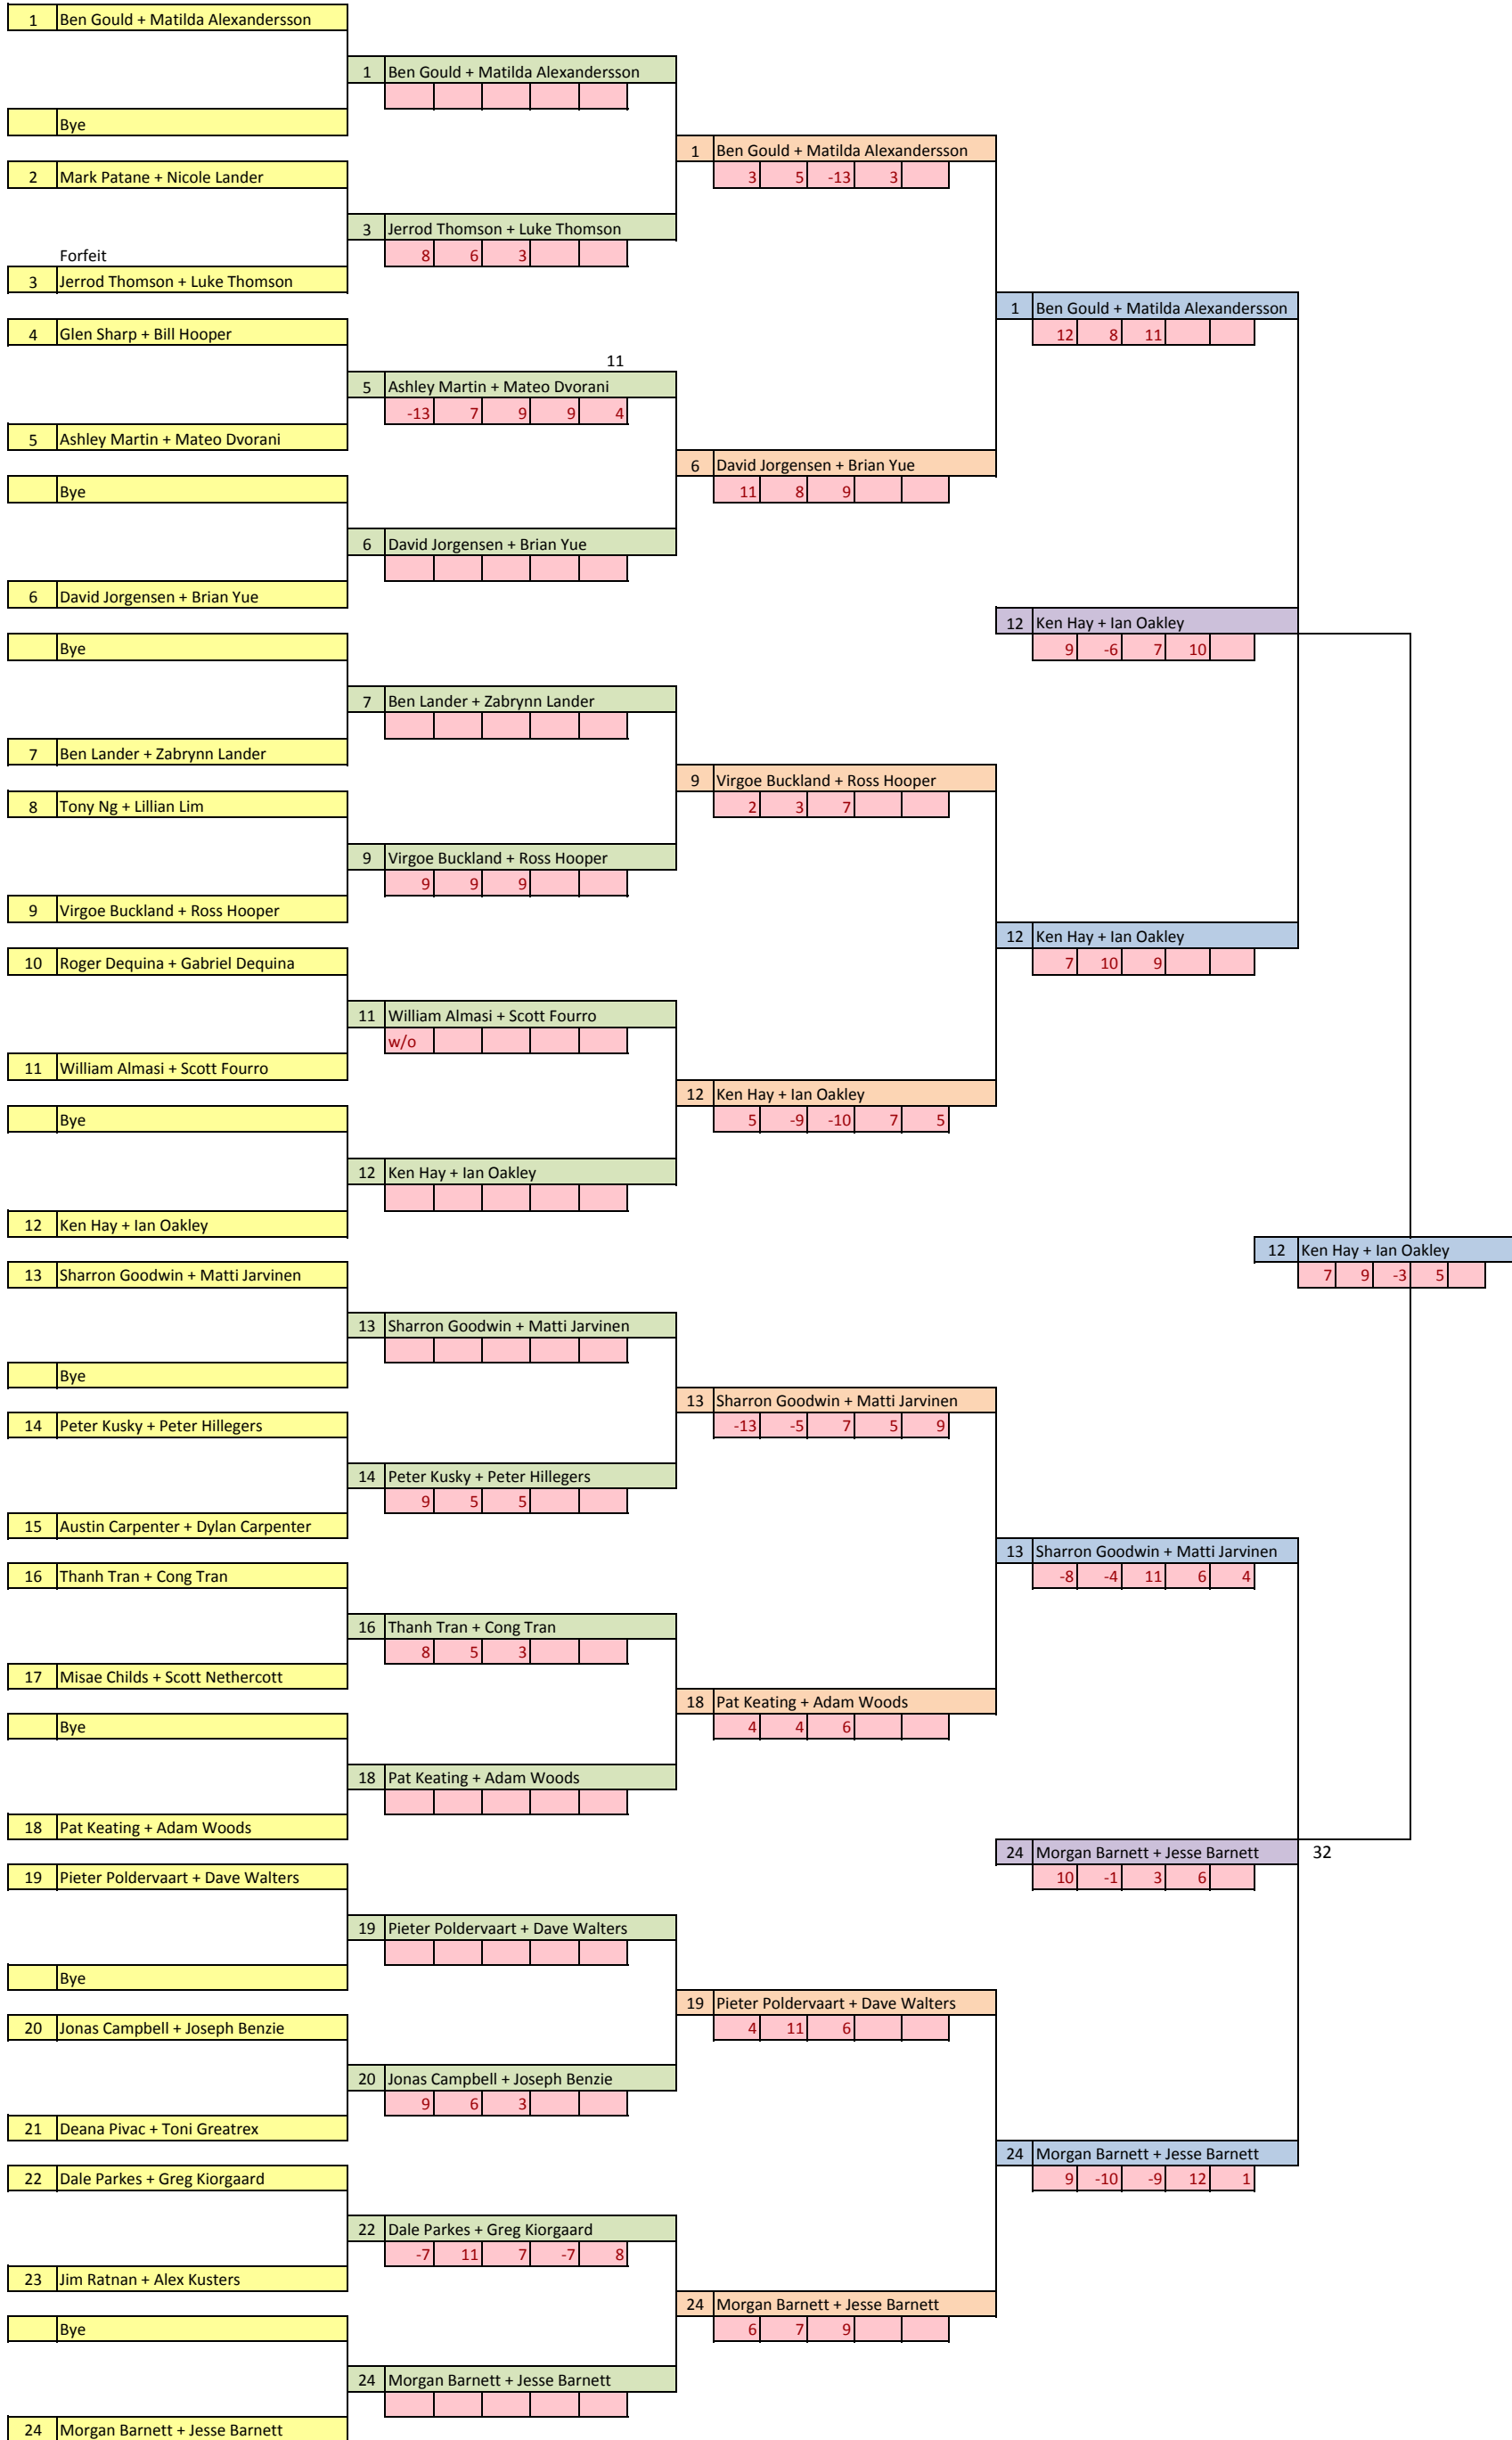 1 Ben Gould + Matilda Alexandersson
1 Ben Gould + Matilda Alexandersson
Bye
1 Ben Gould + Matilda Alexandersson
2 Mark Patane + Nicole Lander
3 5 -13 3
3 Jerrod Thomson + Luke Thomson
Forfeit
8 6 3
3 Jerrod Thomson + Luke Thomson
1 Ben Gould + Matilda Alexandersson
4 Glen Sharp + Bill Hooper
12 8 11
11
5 Ashley Martin + Mateo Dvorani
-13 7 9 9 4
5 Ashley Martin + Mateo Dvorani
6 David Jorgensen + Brian Yue
Bye
11 8 9
6 David Jorgensen + Brian Yue
6 David Jorgensen + Brian Yue
12 Ken Hay + Ian Oakley
Bye
9 -6 7 10
7 Ben Lander + Zabrynn Lander
7 Ben Lander + Zabrynn Lander
9 Virgoe Buckland + Ross Hooper
8 Tony Ng + Lillian Lim
2 3 7
9 Virgoe Buckland + Ross Hooper
9 9 9
9 Virgoe Buckland + Ross Hooper
12 Ken Hay + Ian Oakley
10 Roger Dequina + Gabriel Dequina
7 10 9
11 William Almasi + Scott Fourro
w/o
11 William Almasi + Scott Fourro
12 Ken Hay + Ian Oakley
Bye
5 -9 -10 7 5
12 Ken Hay + Ian Oakley
12 Ken Hay + Ian Oakley
12 Ken Hay + Ian Oakley
13 Sharron Goodwin + Matti Jarvinen
7 9 -3 5
13 Sharron Goodwin + Matti Jarvinen
Bye
13 Sharron Goodwin + Matti Jarvinen
14 Peter Kusky + Peter Hillegers
-13 -5 7 5 9
14 Peter Kusky + Peter Hillegers
9 5 5
15 Austin Carpenter + Dylan Carpenter
13 Sharron Goodwin + Matti Jarvinen
16 Thanh Tran + Cong Tran
-8 -4 11 6 4
16 Thanh Tran + Cong Tran
8 5 3
17 Misae Childs + Scott Nethercott
18 Pat Keating + Adam Woods
Bye
4 4 6
18 Pat Keating + Adam Woods
18 Pat Keating + Adam Woods
24 Morgan Barnett + Jesse Barnett 32
19 Pieter Poldervaart + Dave Walters
10 -1 3 6
19 Pieter Poldervaart + Dave Walters
Bye
19 Pieter Poldervaart + Dave Walters
20 Jonas Campbell + Joseph Benzie
4 11 6
20 Jonas Campbell + Joseph Benzie
9 6 3
21 Deana Pivac + Toni Greatrex
24 Morgan Barnett + Jesse Barnett
22 Dale Parkes + Greg Kiorgaard
9 -10 -9 12 1
22 Dale Parkes + Greg Kiorgaard
-7 11 7 -7 8
23 Jim Ratnan + Alex Kusters
24 Morgan Barnett + Jesse Barnett
Bye
6 7 9
24 Morgan Barnett + Jesse Barnett
24 Morgan Barnett + Jesse Barnett